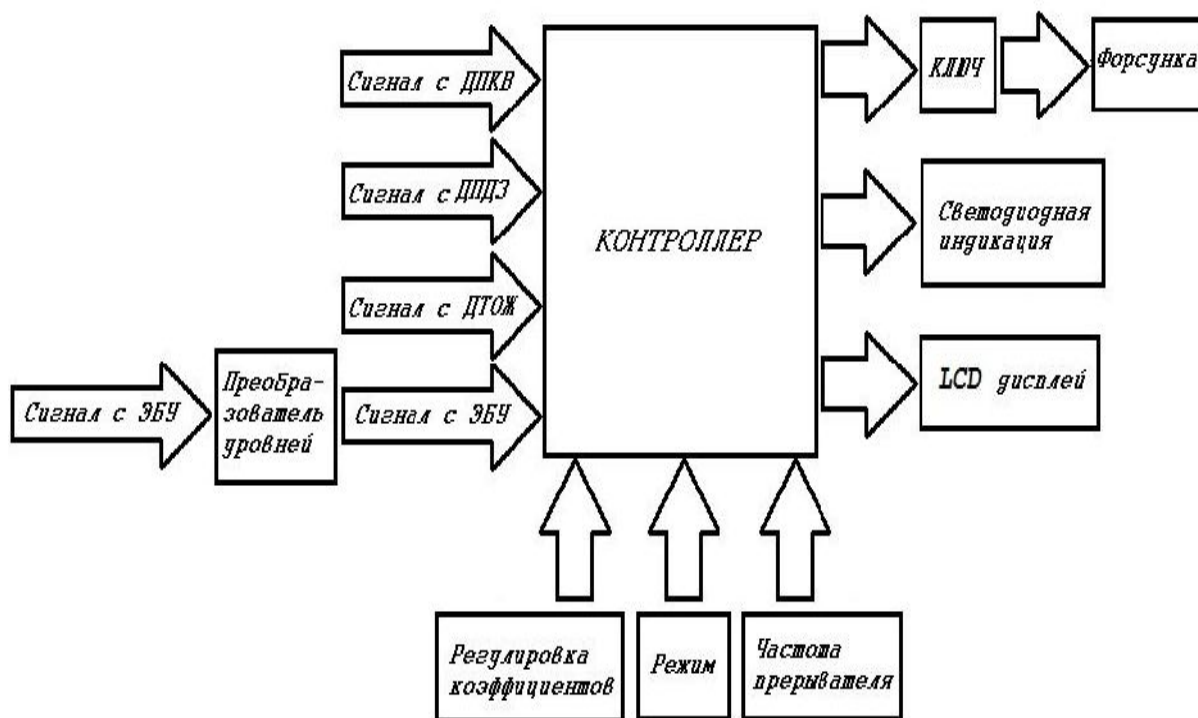 Сигнал с ДПКВ
КЛЮЧ
Форсунка
Сигнал с ДПДЗ
КОНТРОЛЛЕР
Светодиодная
индикация
Сигнал с ДТОЖ
LCD дисплей
Сигнал с ЭБУ
Преобра-
зователь
уровней
Сигнал с ЭБУ
Регулировка
коэффициентов
Режим
Частота
прерывателя